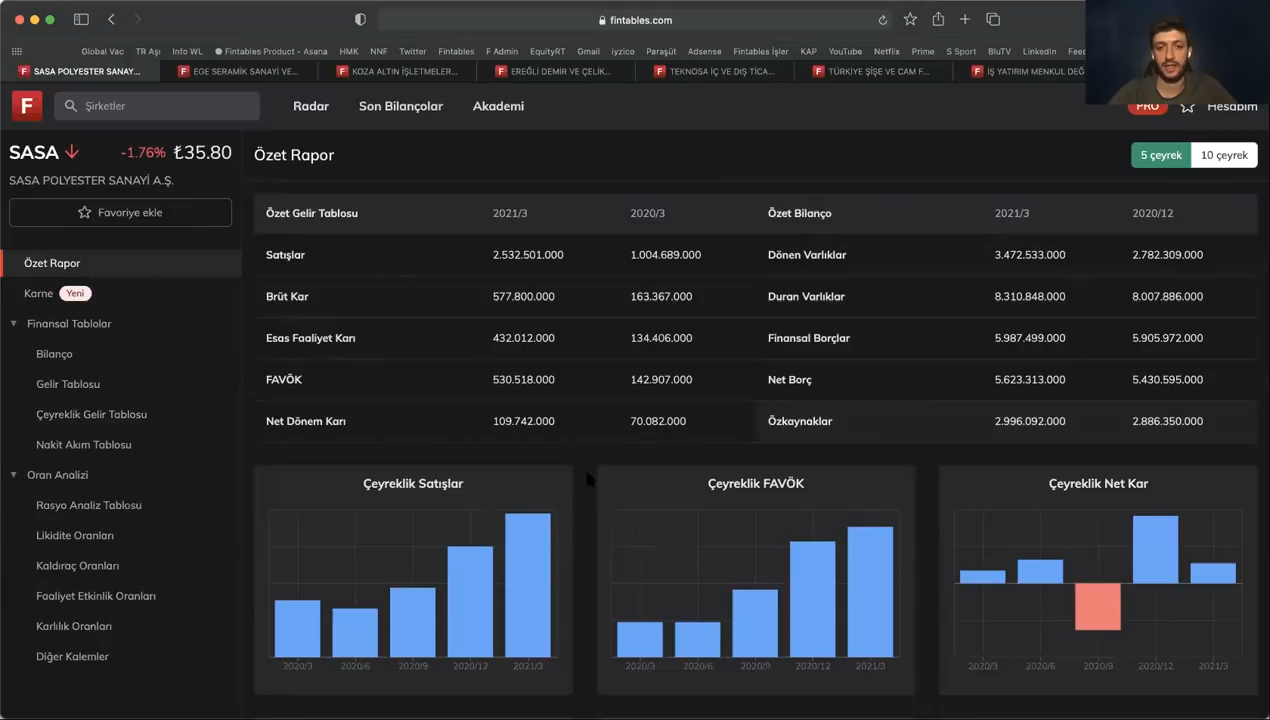 fintables.com
Global Vac TR Aşı Info WL Fintables Product - Asana HMK NNF Twitter Fintables F Admin EquityRT Gmail iyzico Paraşüt Adsense Fintables İşler KAP YouTube Netflix Prime S Sport BluTV LinkedIn
F SASA POLYESTER SANAY... F EGE SERAMİK SANAYİ VE... F KOZA ALTIN İŞLETMELER... F EREĞLİ DEMİR VE ÇELİK... F TEKNOSA İÇ VE DIŞ TİCA... F TÜRKİYE ŞİŞE VE CAM F... F İŞ YATIRIM MENKUL DEĞ
F Şirketler Radar Son Bilançolar Akademi PRO Hesabım
SASA -1.76% ₺35.80
SASA POLYESTER SANAYİ A.Ş.
Favoriye ekle
Özet Rapor
Karne Yeni
Finansal Tablolar
Bilanço
Gelir Tablosu
Çeyreklik Gelir Tablosu
Nakit Akım Tablosu
Oran Analizi
Rasyo Analiz Tablosu
Likidite Oranları
Kaldıraç Oranları
Faaliyet Etkinlik Oranları
Karlılık Oranları
Diğer Kalemler
Özet Rapor 5 çeyrek 10 çeyrek
Özet Gelir Tablosu 2021/3 2020/3 Özet Bilanço 2021/3 2020/12
Satışlar 2.532.501.000 1.004.689.000 Dönen Varlıklar 3.472.533.000 2.782.309.000
Brüt Kar 577.800.000 163.367.000 Duran Varlıklar 8.310.848.000 8.007.886.000
Esas Faaliyet Karı 432.012.000 134.406.000 Finansal Borçlar 5.987.499.000 5.905.972.000
FAVÖK 530.518.000 142.907.000 Net Borç 5.623.313.000 5.430.595.000
Net Dönem Karı 109.742.000 70.082.000 Özkaynaklar 2.996.092.000 2.886.350.000
Çeyreklik Satışlar
2020/3 2020/6 2020/9 2020/12 2021/3
Çeyreklik FAVÖK
2020/3 2020/6 2020/9 2020/12 2021/3
Çeyreklik Net Kar
2020/3 2020/6 2020/9 2020/12 2021/3